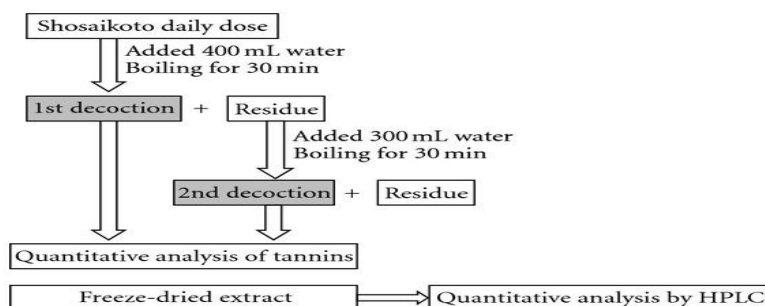 Shosaikoto daily dose
Added 400 mL water
Boiling for 30 min
1st decoction + Residue
Added 300 mL water
Boiling for 30 min
2nd decoction + Residue
Quantitative analysis of tannins
Freeze-dried extract
Quantitative analysis by HPLC